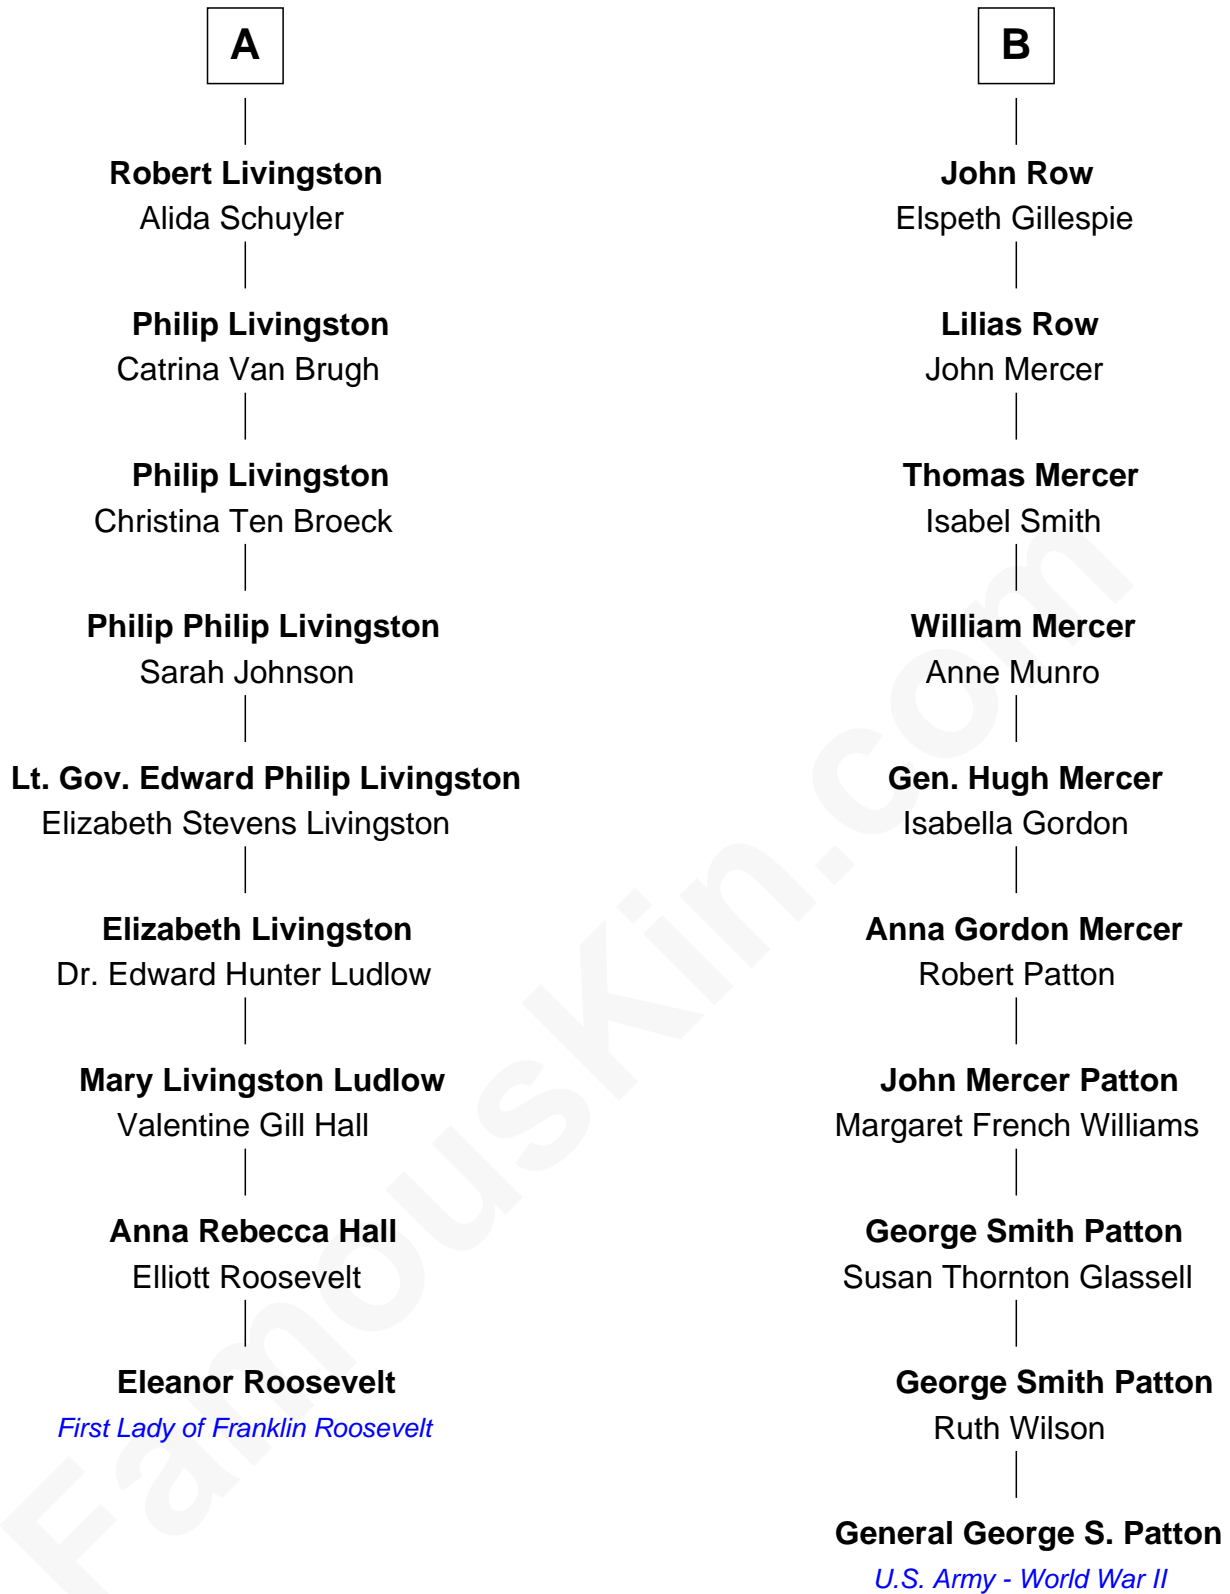 A
Robert Livingston
Alida Schuyler
Philip Livingston
Catrina Van Brugh
Philip Livingston
Christina Ten Broeck
Philip Philip Livingston
Sarah Johnson
Lt. Gov. Edward Philip Livingston
Elizabeth Stevens Livingston
Elizabeth Livingston
Dr. Edward Hunter Ludlow
Mary Livingston Ludlow
Valentine Gill Hall
Anna Rebecca Hall
Elliott Roosevelt
Eleanor Roosevelt
First Lady of Franklin Roosevelt
B
John Row
Elspeth Gillespie
Lilias Row
John Mercer
Thomas Mercer
Isabel Smith
William Mercer
Anne Munro
Gen. Hugh Mercer
Isabella Gordon
Anna Gordon Mercer
Robert Patton
John Mercer Patton
Margaret French Williams
George Smith Patton
Susan Thornton Glassell
George Smith Patton
Ruth Wilson
General George S. Patton
U.S. Army - World War II
FamousKin.com